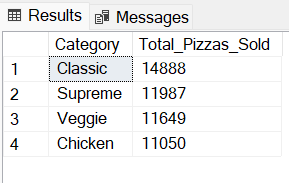 Results Messages
Category Total_Pizzas_Sold
1 Classic 14888
2 Supreme 11987
3 Veggie 11649
4 Chicken 11050